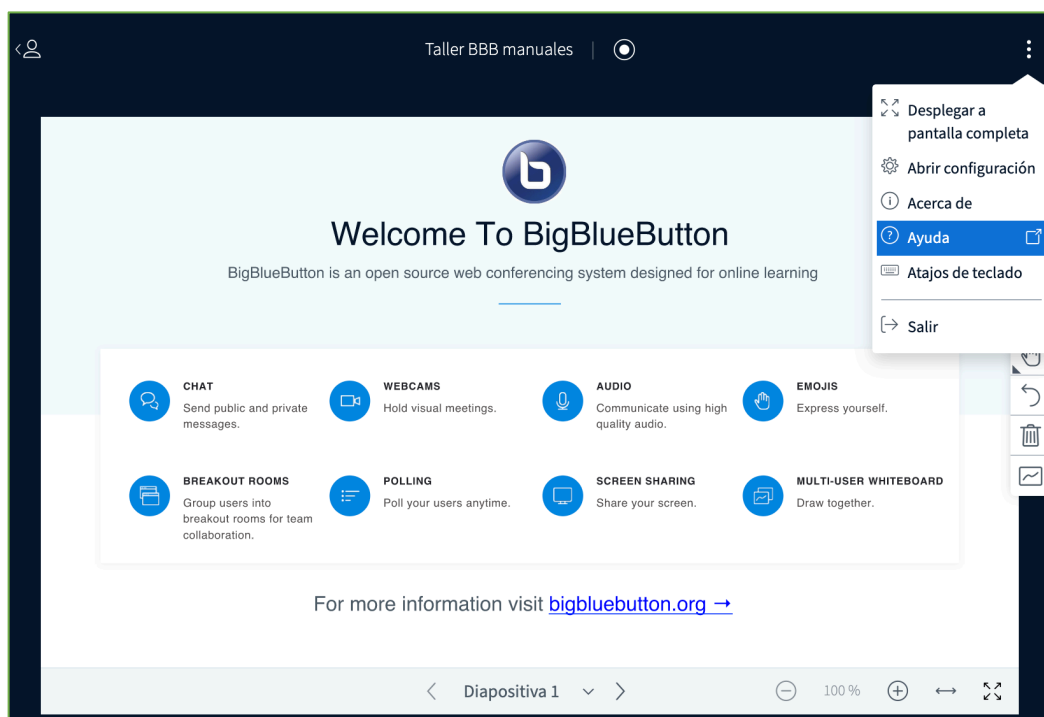 Taller BBB manuales
Desplegar a
pantalla completa
Abrir configuración
Acerca de
Ayuda
Atajos de teclado
Salir
Welcome To BigBlueButton
BigBlueButton is an open source web conferencing system designed for online learning
CHAT
Send public and private
messages.
WEBCAMS
Hold visual meetings.
AUDIO
Communicate using high
quality audio.
EMOJIS
Express yourself.
BREAKOUT ROOMS
Group users into
breakout rooms for team
collaboration.
POLLING
Poll your users anytime.
SCREEN SHARING
Share your screen.
MULTI-USER WHITEBOARD
Draw together.
For more information visit bigbluebutton.org →
Diapositiva 1
100 %